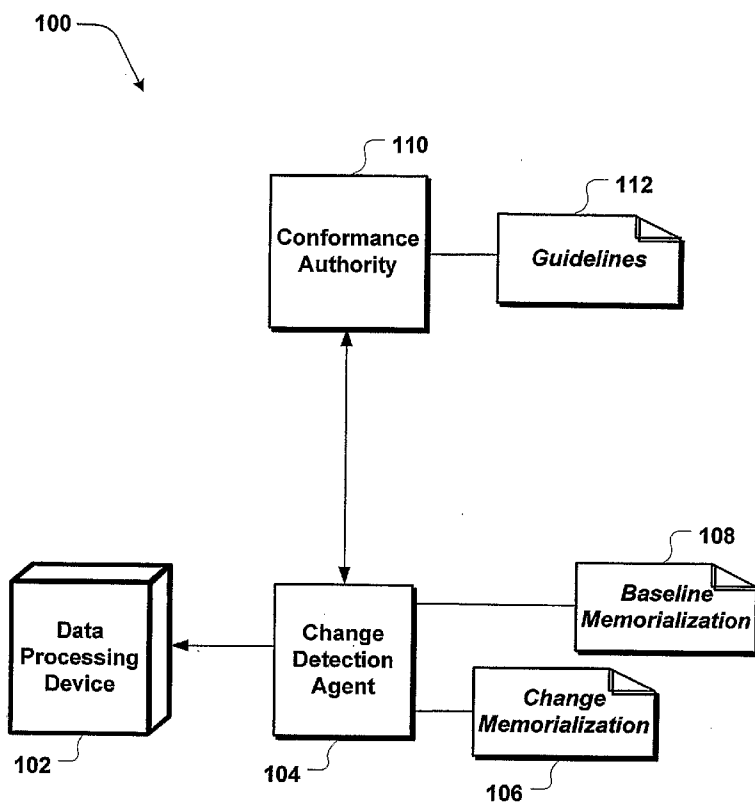 100
110
Conformance
Authority
112
Guidelines
108
Baseline
Memorialization
Data
Processing
Device
102
Change
Detection
Agent
104
Change
Memorialization
106